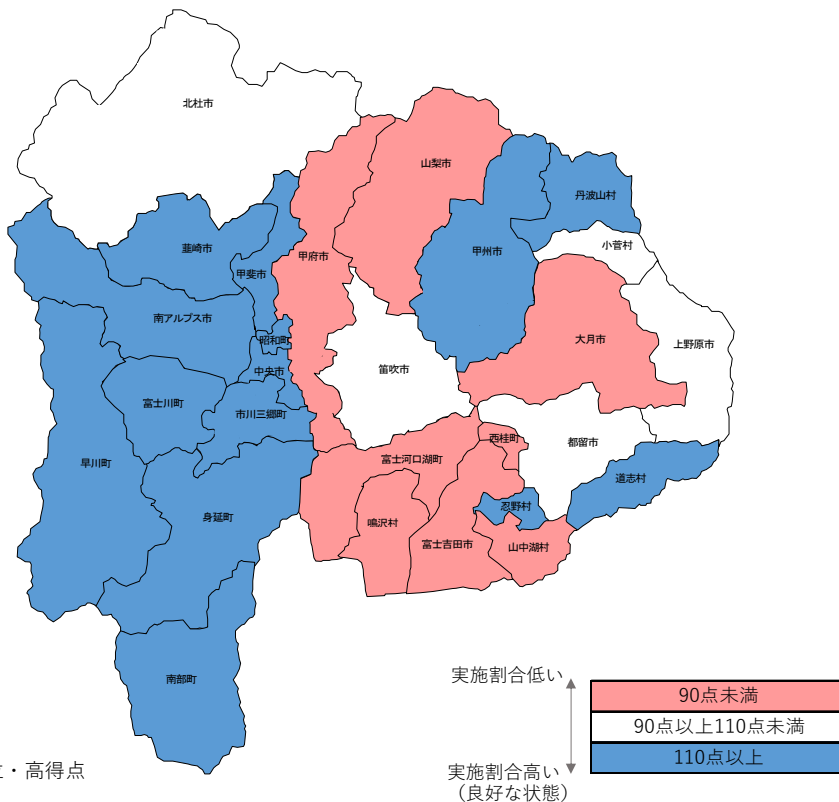 北杜市
山梨市
丹波山村
韮崎市
甲府市
甲州市
小菅村
甲斐市
南アルプス市
昭和町
大月市
上野原市
中央市
笛吹市
富士川町
市川三郷町
西桂町
都留市
早川町
富士河口湖町
道志村
身延町
鳴沢村
忍野村
富士吉田市
山中湖村
南部町
実施割合低い
90点未満
90点以上110点未満
110点以上
実施割合高い
（良好な状態）
・高得点